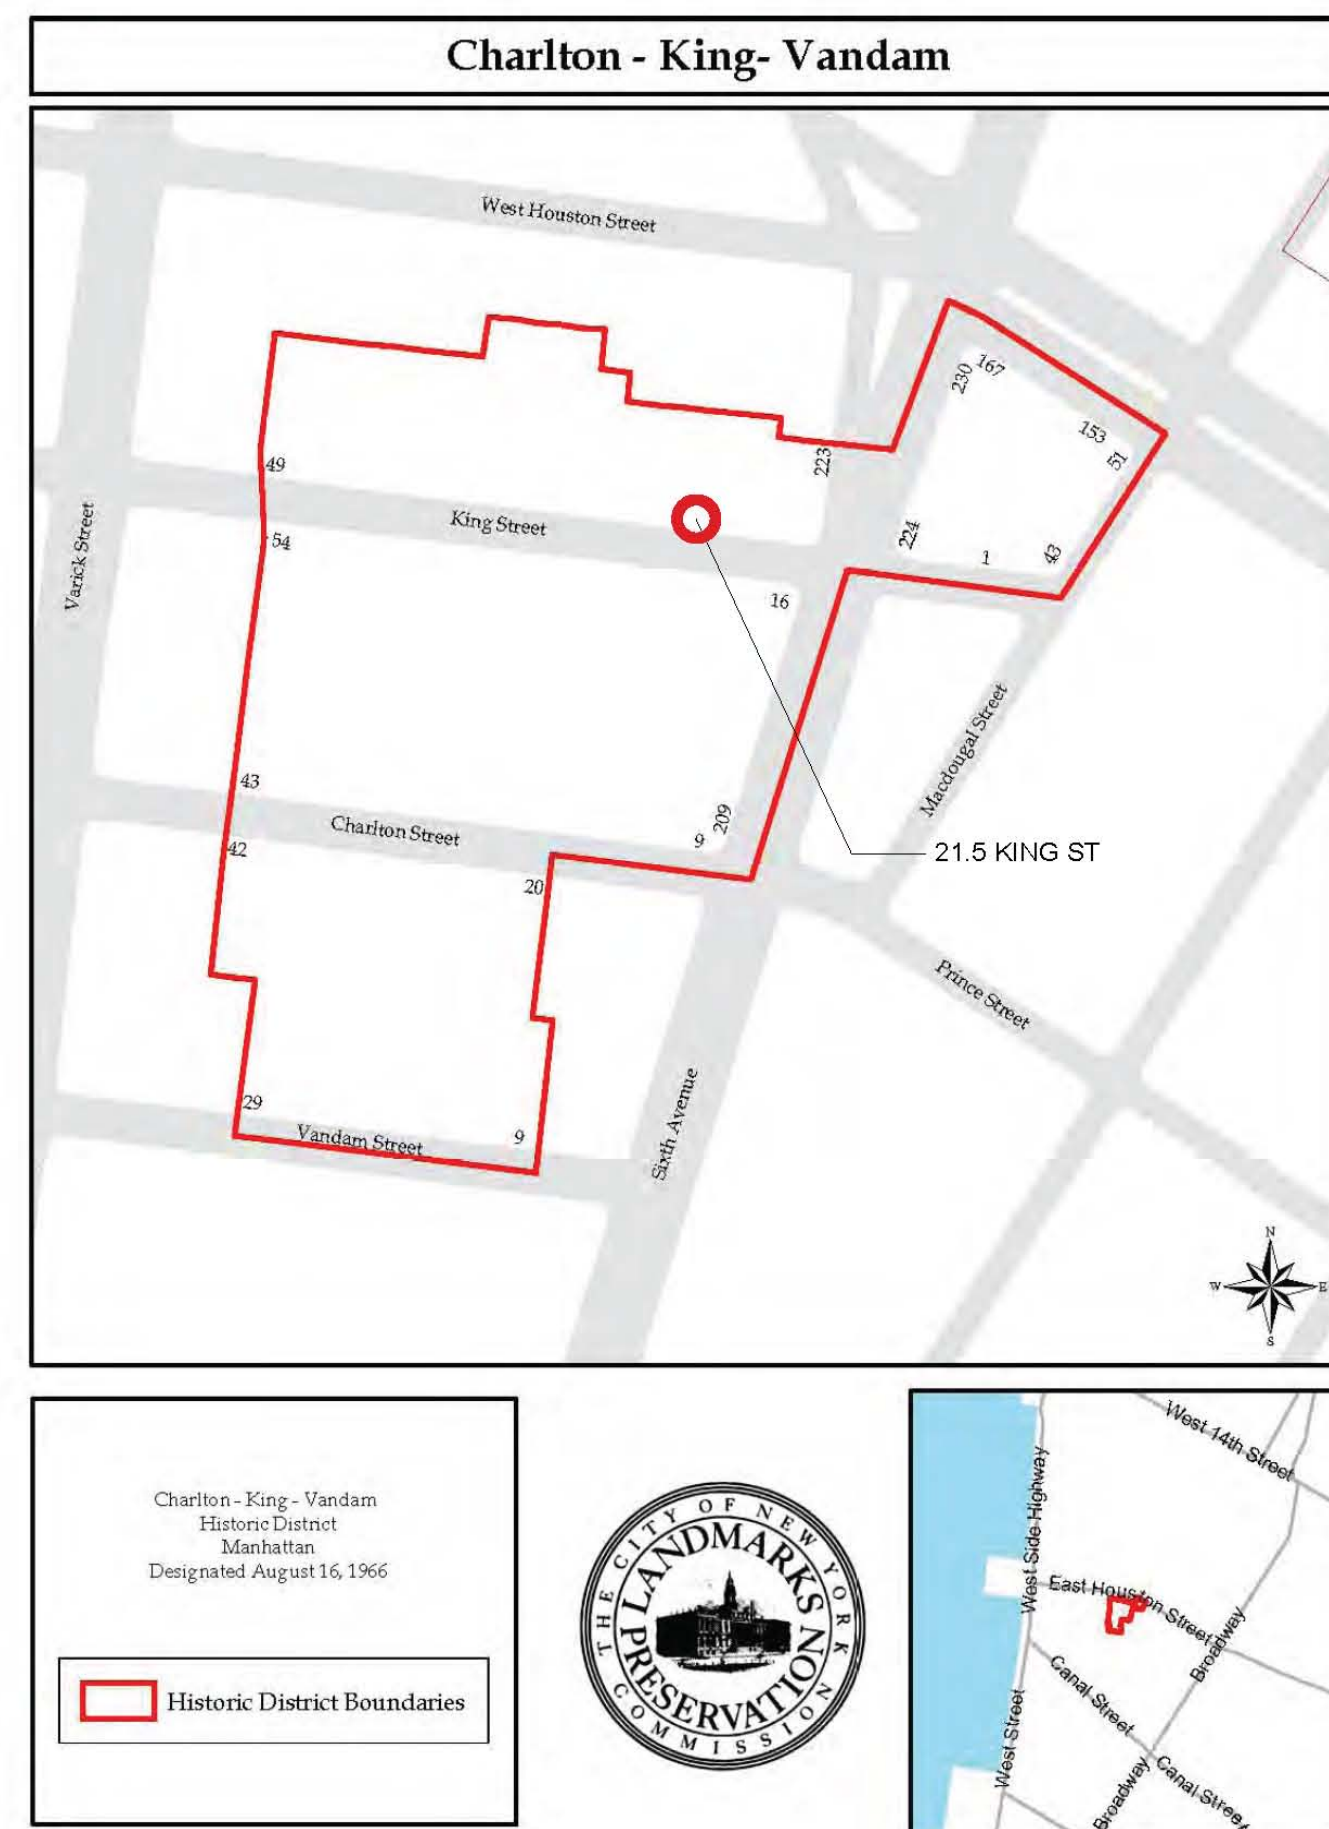 Charlton - King- Vandam
West Houston Street
167
230
153
51
223
49
King Street
54
Varick Street
224
1
43
16
Macdougal Street
43
209
9
Charlton Street
42
21.5 KING ST
20
Prince Street
29
9
Vandam Street
Sixth Avenue
N
W
E
S
Charlton - King - Vandam
Historic District
Manhattan
Designated August 16, 1966
Historic District Boundaries
THE CITY OF NEW YORK
LANDMARKS
PRESERVATION
COMMISSION
West 14th Street
West Side Highway
East Houston Street
Broadway
Canal Street
West Street
Canal Street
Broadway